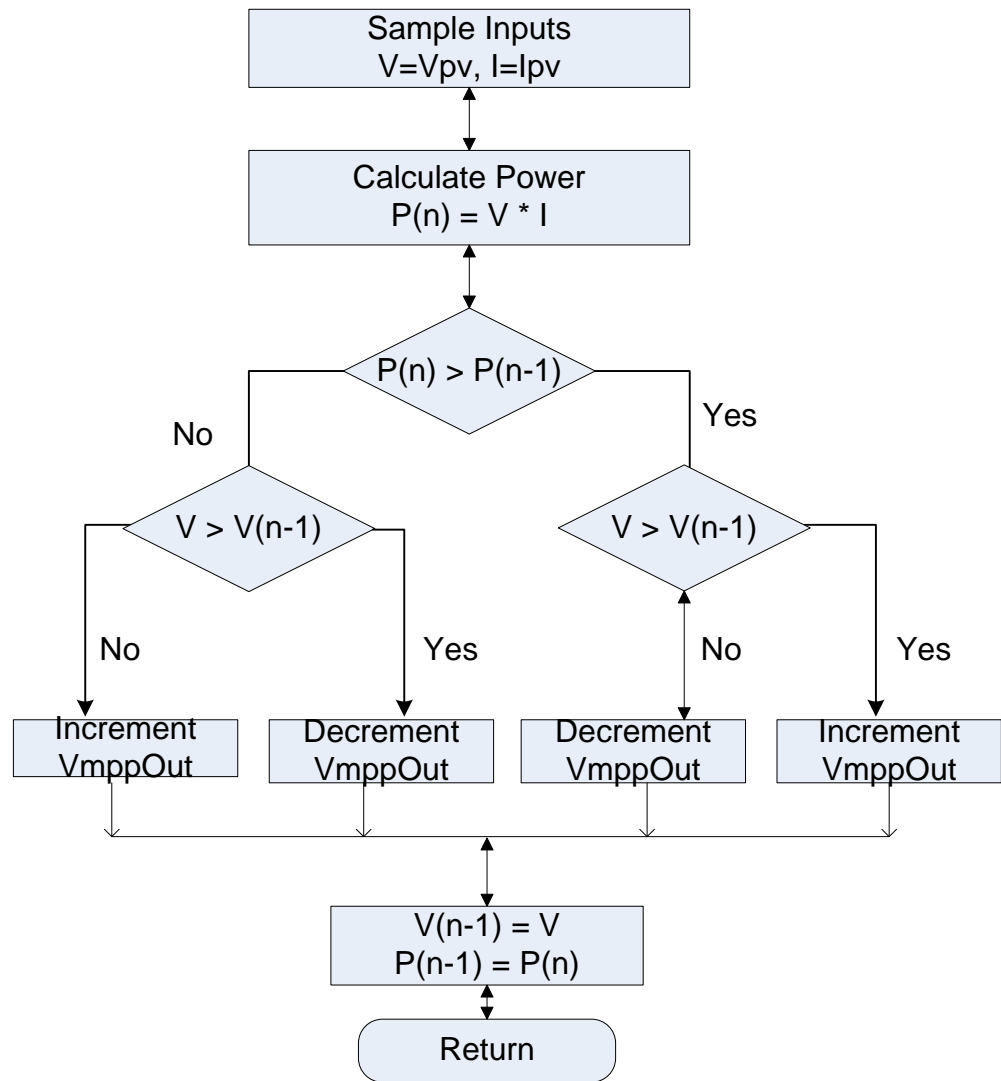 Sample Inputs
V=Vpv, I=Ipv
Calculate Power
P(n) = V * I
P(n) > P(n-1)
No
Yes
V > V(n-1)
V > V(n-1)
No
Yes
No
Yes
Increment
VmppOut
Decrement
VmppOut
Decrement
VmppOut
Increment
VmppOut
V(n-1) = V
P(n-1) = P(n)
Return